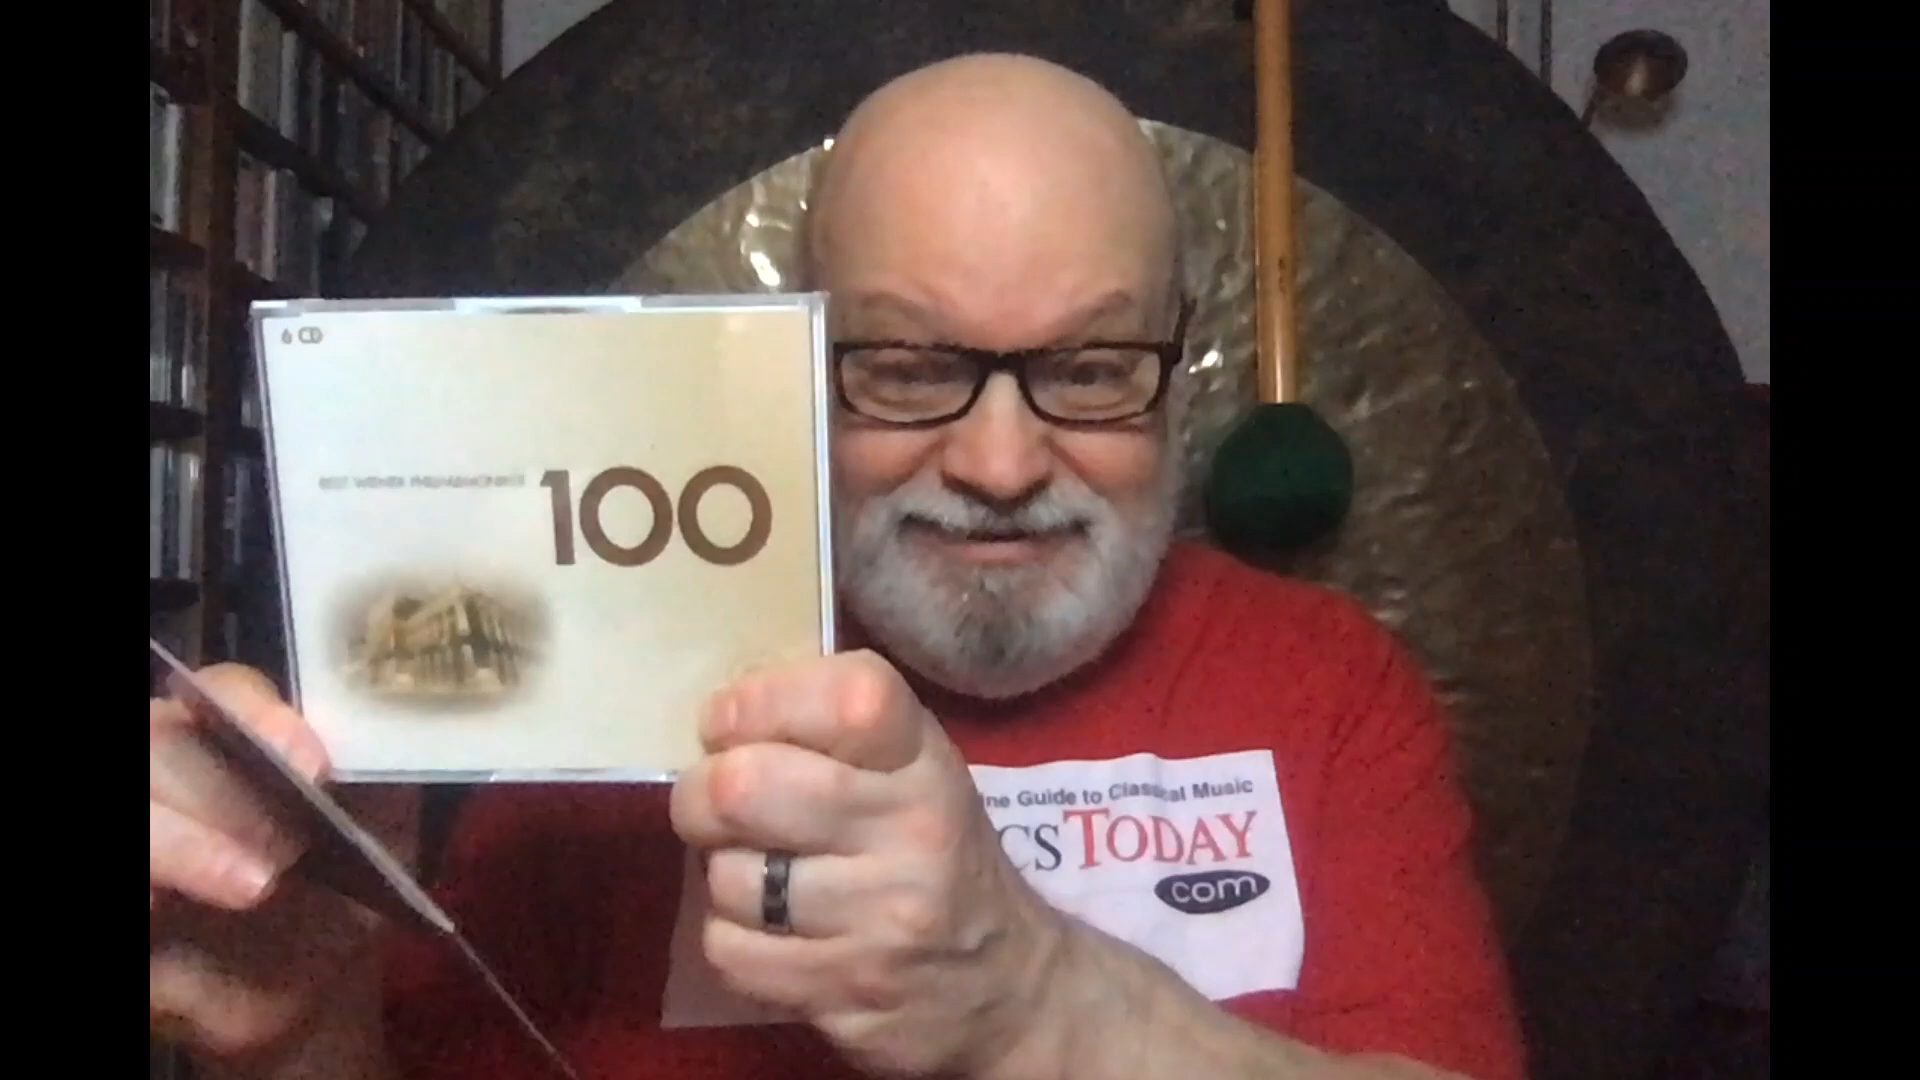 6 CD
BEST WIENER PHILHARMONIKER 100
ine Guide to Classical Music
CSTODAY
com